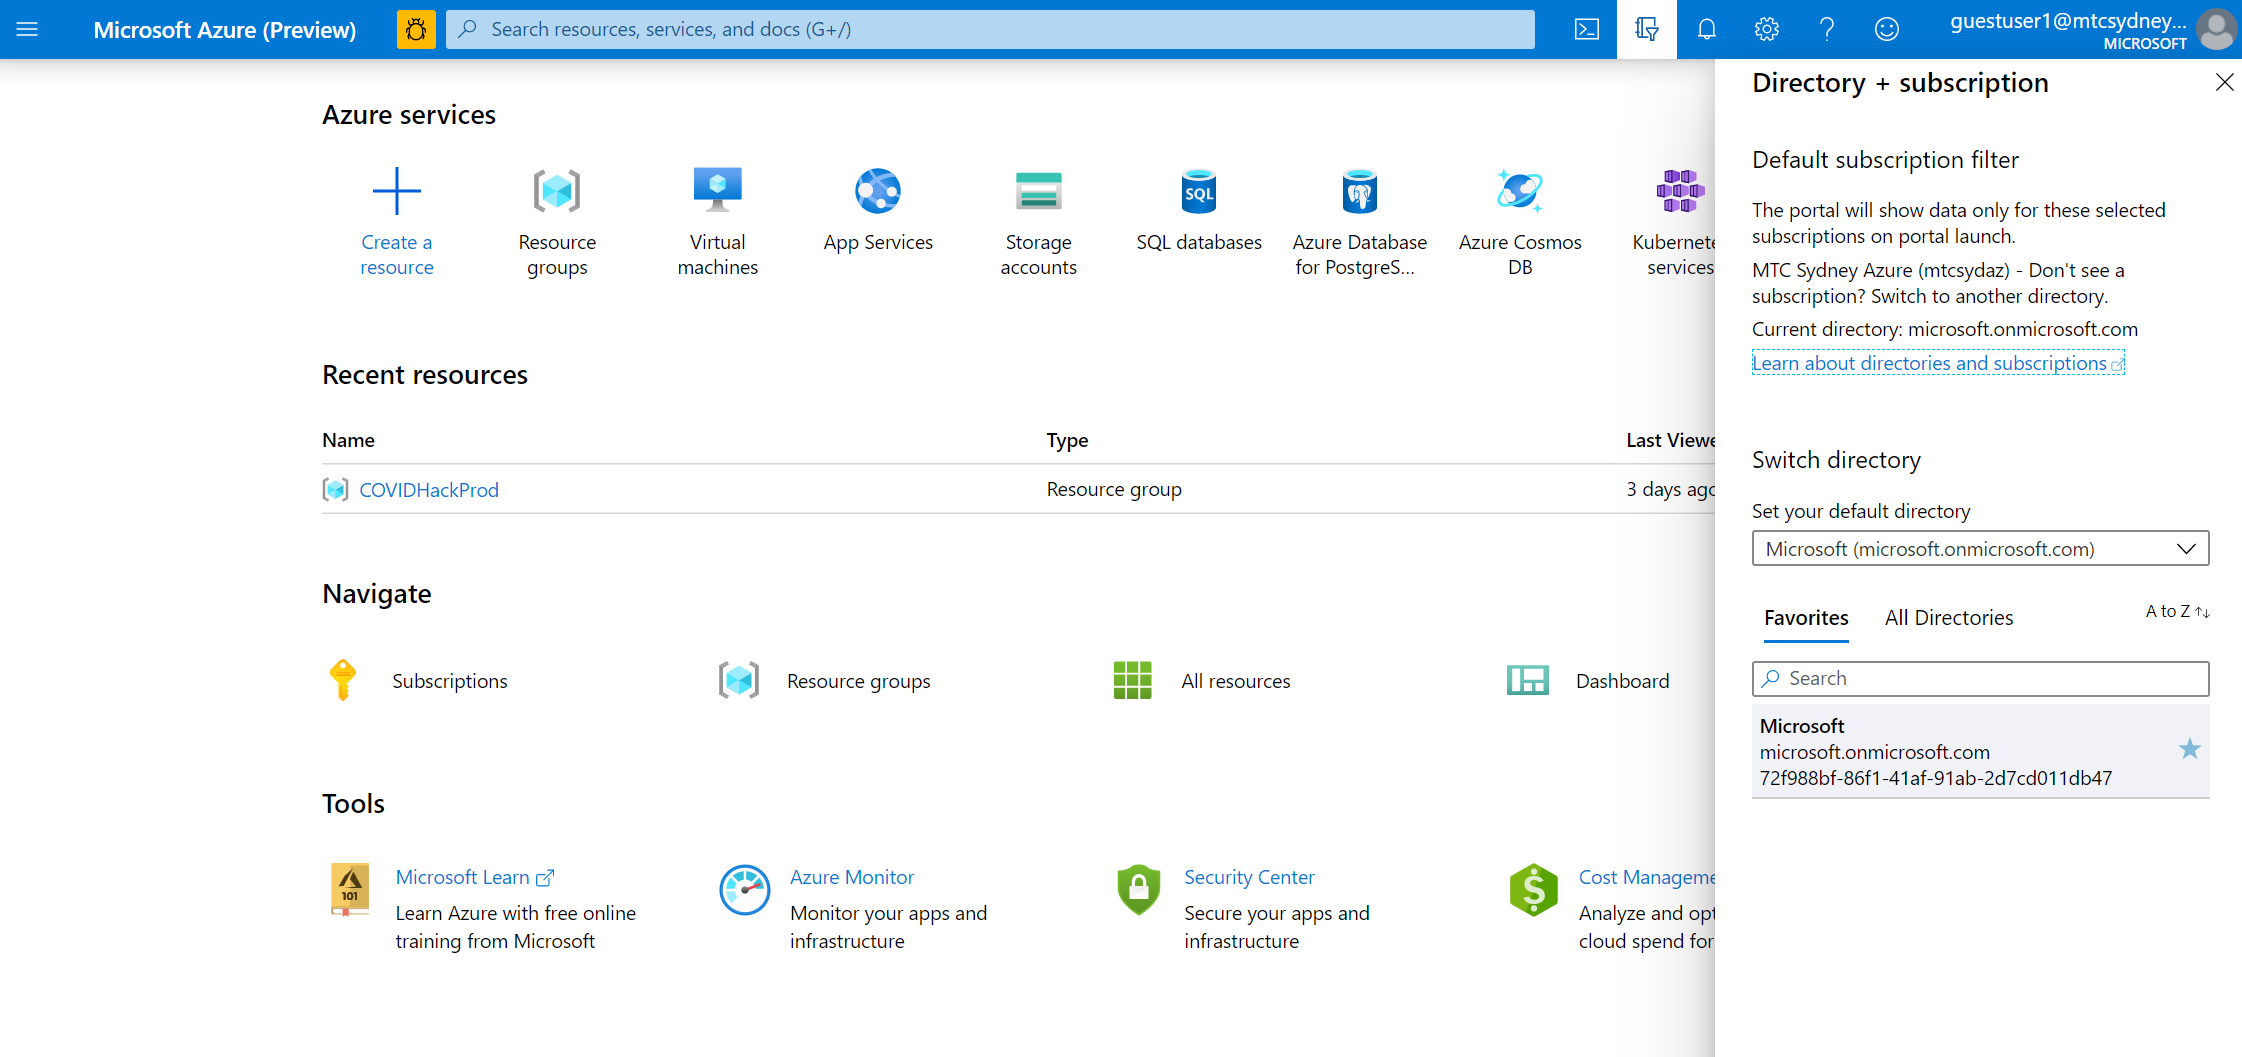 Microsoft Azure (Preview)
Search resources, services, and docs (G+/)
guestuser1@mtcsydney...
MICROSOFT
Azure services
Create a
resource
Resource
groups
Virtual
machines
App Services
Storage
accounts
SQL
SQL databases
Azure Database
for PostgreS...
Azure Cosmos
DB
Kubernete
services
Recent resources
Name
Type
Last Viewe
COVIDHackProd
Resource group
3 days ago
Navigate
Subscriptions
Resource groups
All resources
Dashboard
Tools
101
Microsoft Learn
Learn Azure with free online
training from Microsoft
Azure Monitor
Monitor your apps and
infrastructure
Security Center
Secure your apps and
infrastructure
$
Cost Manageme
Analyze and opt
cloud spend for
Directory + subscription
Default subscription filter
The portal will show data only for these selected
subscriptions on portal launch.
MTC Sydney Azure (mtcsydaz) - Don't see a
subscription? Switch to another directory.
Current directory: microsoft.onmicrosoft.com
Learn about directories and subscriptions
Switch directory
Set your default directory
Microsoft (microsoft.onmicrosoft.com)
Favorites
All Directories
A to Z ↑↓
Search
Microsoft
microsoft.onmicrosoft.com
72f988bf-86f1-41af-91ab-2d7cd011db47